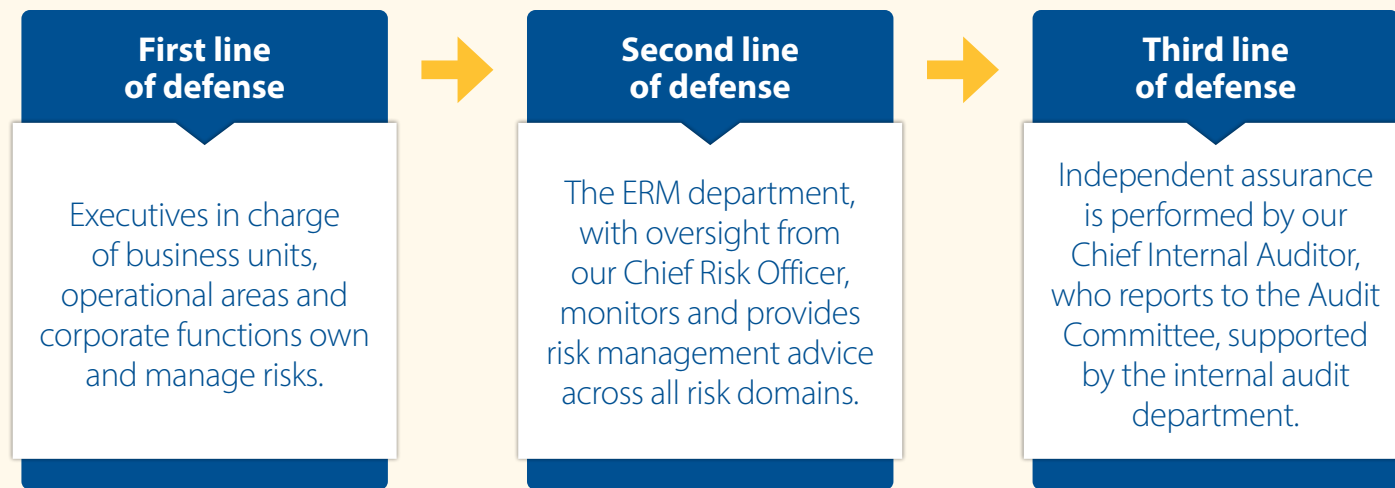 First line
of defense
Executives in charge
of business units,
operational areas and
corporate functions own
and manage risks.
Second line
of defense
The ERM department,
with oversight from
our Chief Risk Officer,
monitors and provides
risk management advice
across all risk domains.
Third line
of defense
Independent assurance
is performed by our
Chief Internal Auditor,
who reports to the Audit
Committee, supported
by the internal audit
department.